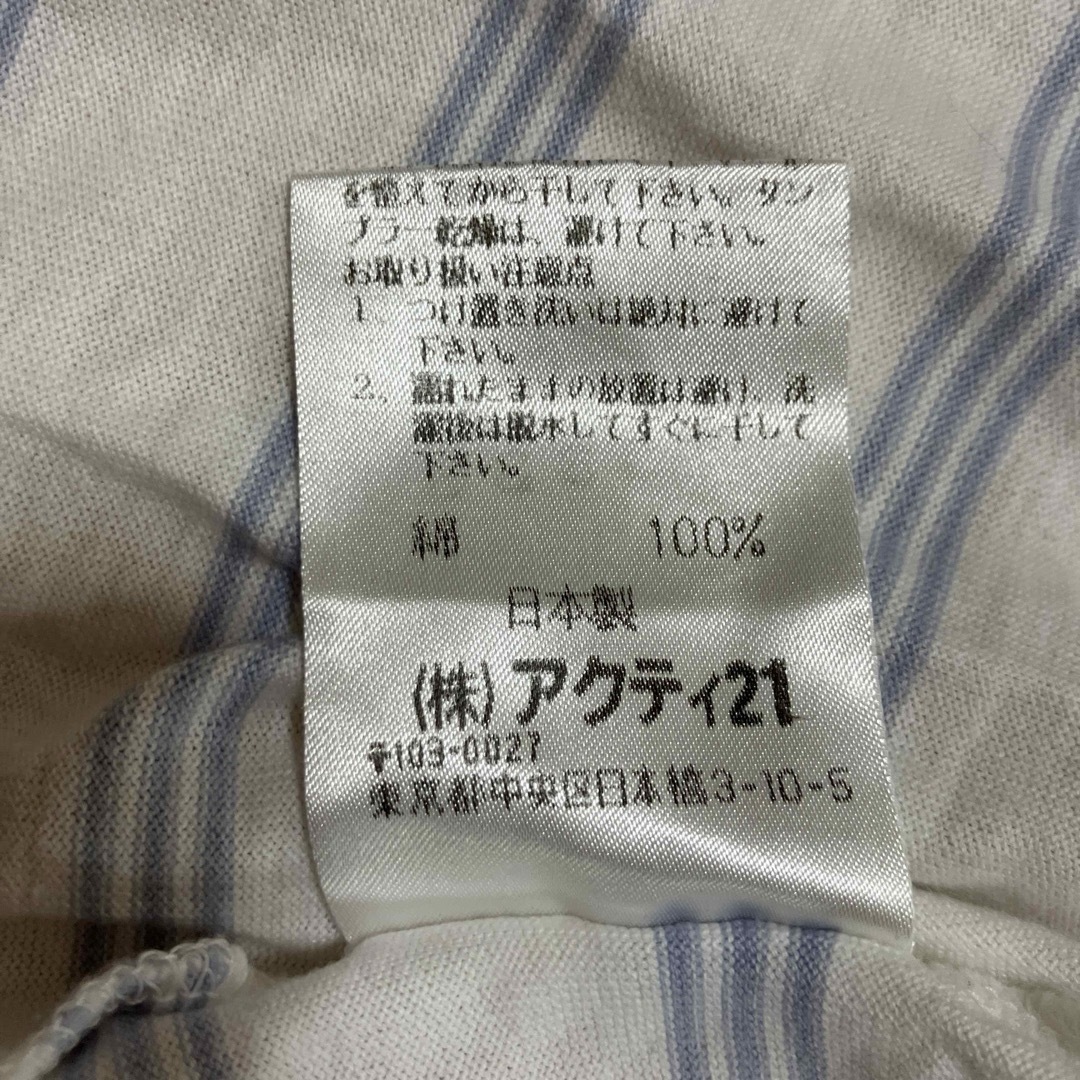 を整えてから干して下さい。タン
ブラー乾燥は、避けて下さい。
お取り扱い注意点
1、つけ置き洗いは絶対に避けて
下さい。
2、濡れたままの放置は避け、洗
濯後は脱水してすぐに干して
下さい。
綿 100%
日本製
(株)アクティ21
〒103-0027
東京都中央区日本橋3-10-5